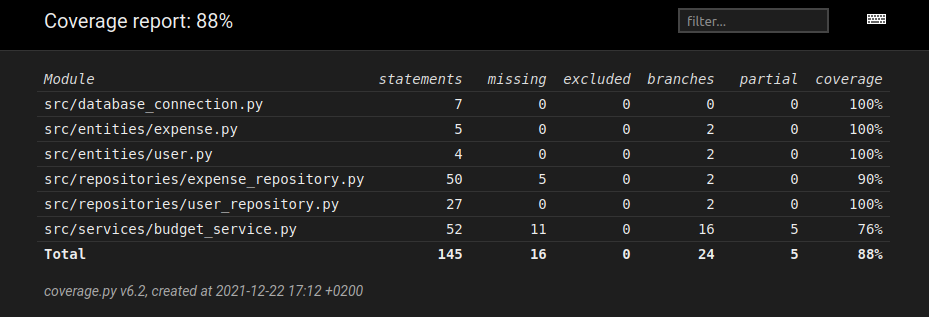 Coverage report: 88%
filter...
Module statements missing excluded branches partial coverage
src/database_connection.py 7 0 0 0 0 100%
src/entities/expense.py 5 0 0 2 0 100%
src/entities/user.py 4 0 0 2 0 100%
src/repositories/expense_repository.py 50 5 0 2 0 90%
src/repositories/user_repository.py 27 0 0 2 0 100%
src/services/budget_service.py 52 11 0 16 5 76%
Total 145 16 0 24 5 88%
coverage.py v6.2, created at 2021-12-22 17:12 +0200